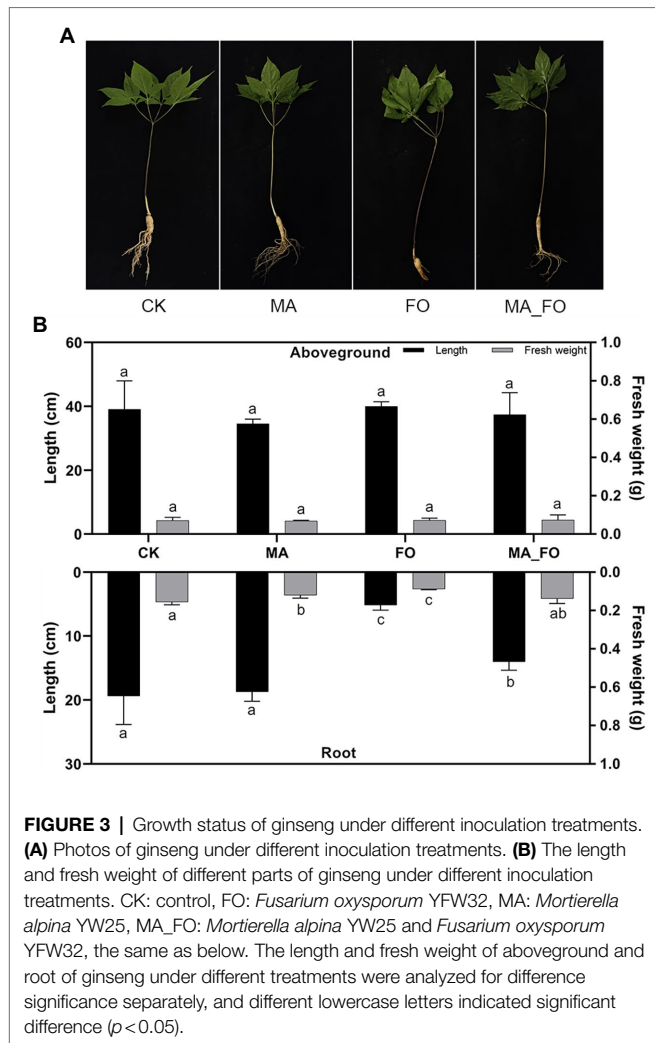 A
CK MA FO MA_FO
B
Aboveground Length Fresh weight
60 1.0
a a a a
0.8
40
0.6
Length (cm) Fresh weight (g)
0.4
20
0.2
a a a a
0 0.0
CK MA FO MA_FO
0 0.0
a b c c ab
0.2
10
b
0.4
Length (cm) Fresh weight (g)
20 0.6
a a
0.8
Root
30 1.0
FIGURE 3 | Growth status of ginseng under different inoculation treatments.
(A) Photos of ginseng under different inoculation treatments. (B) The length
and fresh weight of different parts of ginseng under different inoculation
treatments. CK: control, FO: Fusarium oxysporum YFW32, MA: Mortierella
alpina YW25, MA_FO: Mortierella alpina YW25 and Fusarium oxysporum
YFW32, the same as below. The length and fresh weight of aboveground and
root of ginseng under different treatments were analyzed for difference
significance separately, and different lowercase letters indicated significant
difference (p<0.05).